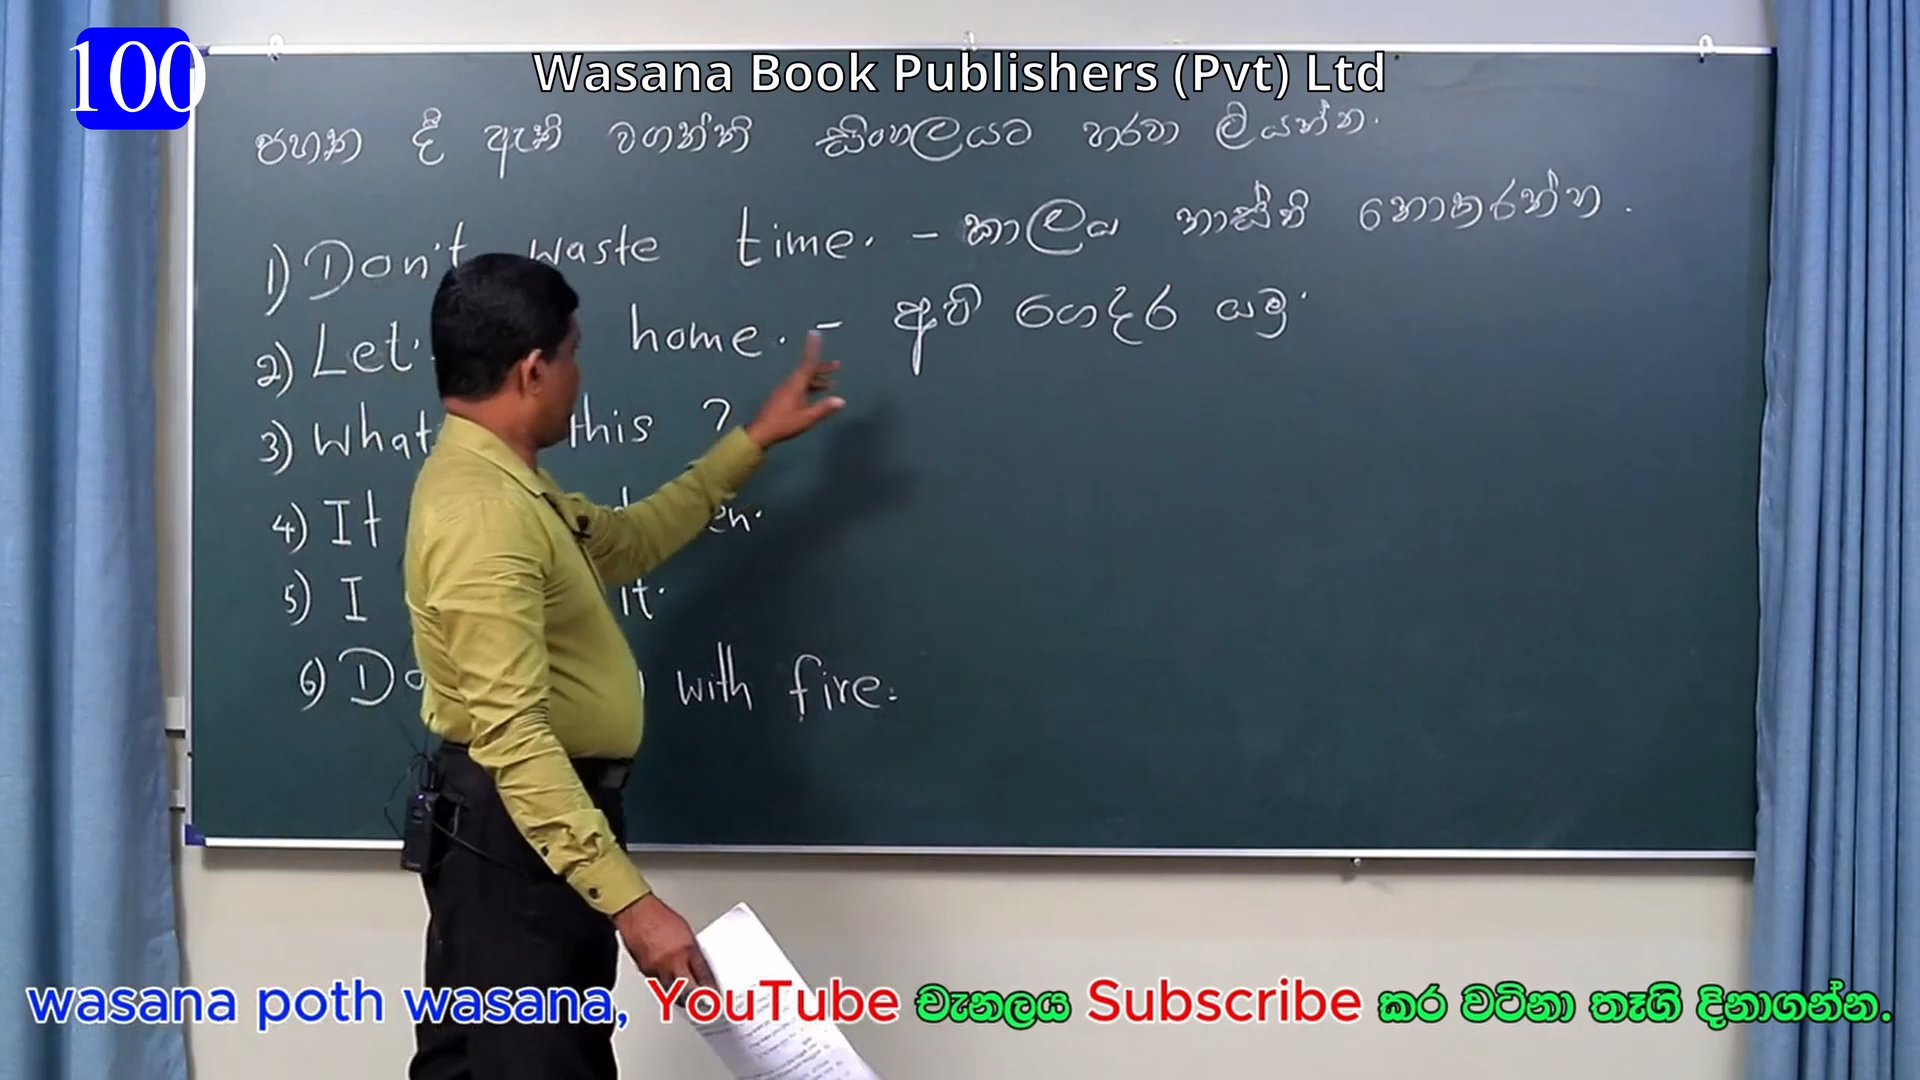 100
Wasana Book Publishers (Pvt) Ltd
පහත දී ඇති වගන්ති සිංහලයට හරවා ලියන්න.
1) Don't waste time. - කාලය නාස්ති නොකරන්න.
2) Let' home. - අපි ගෙදර යමු.
3) What this ?
4) It en.
5) I it.
6) Do with fire.
wasana poth wasana, YouTube චැනලය Subscribe කර වටිනා තෑගි දිනාගන්න.